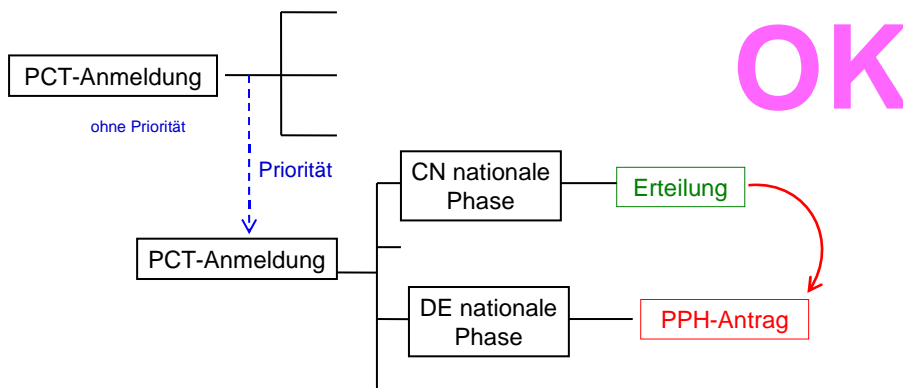 OK
PCT-Anmeldung
ohne Priorität
Priorität
CN nationale
Phase
Erteilung
PCT-Anmeldung
DE nationale
Phase
PPH-Antrag